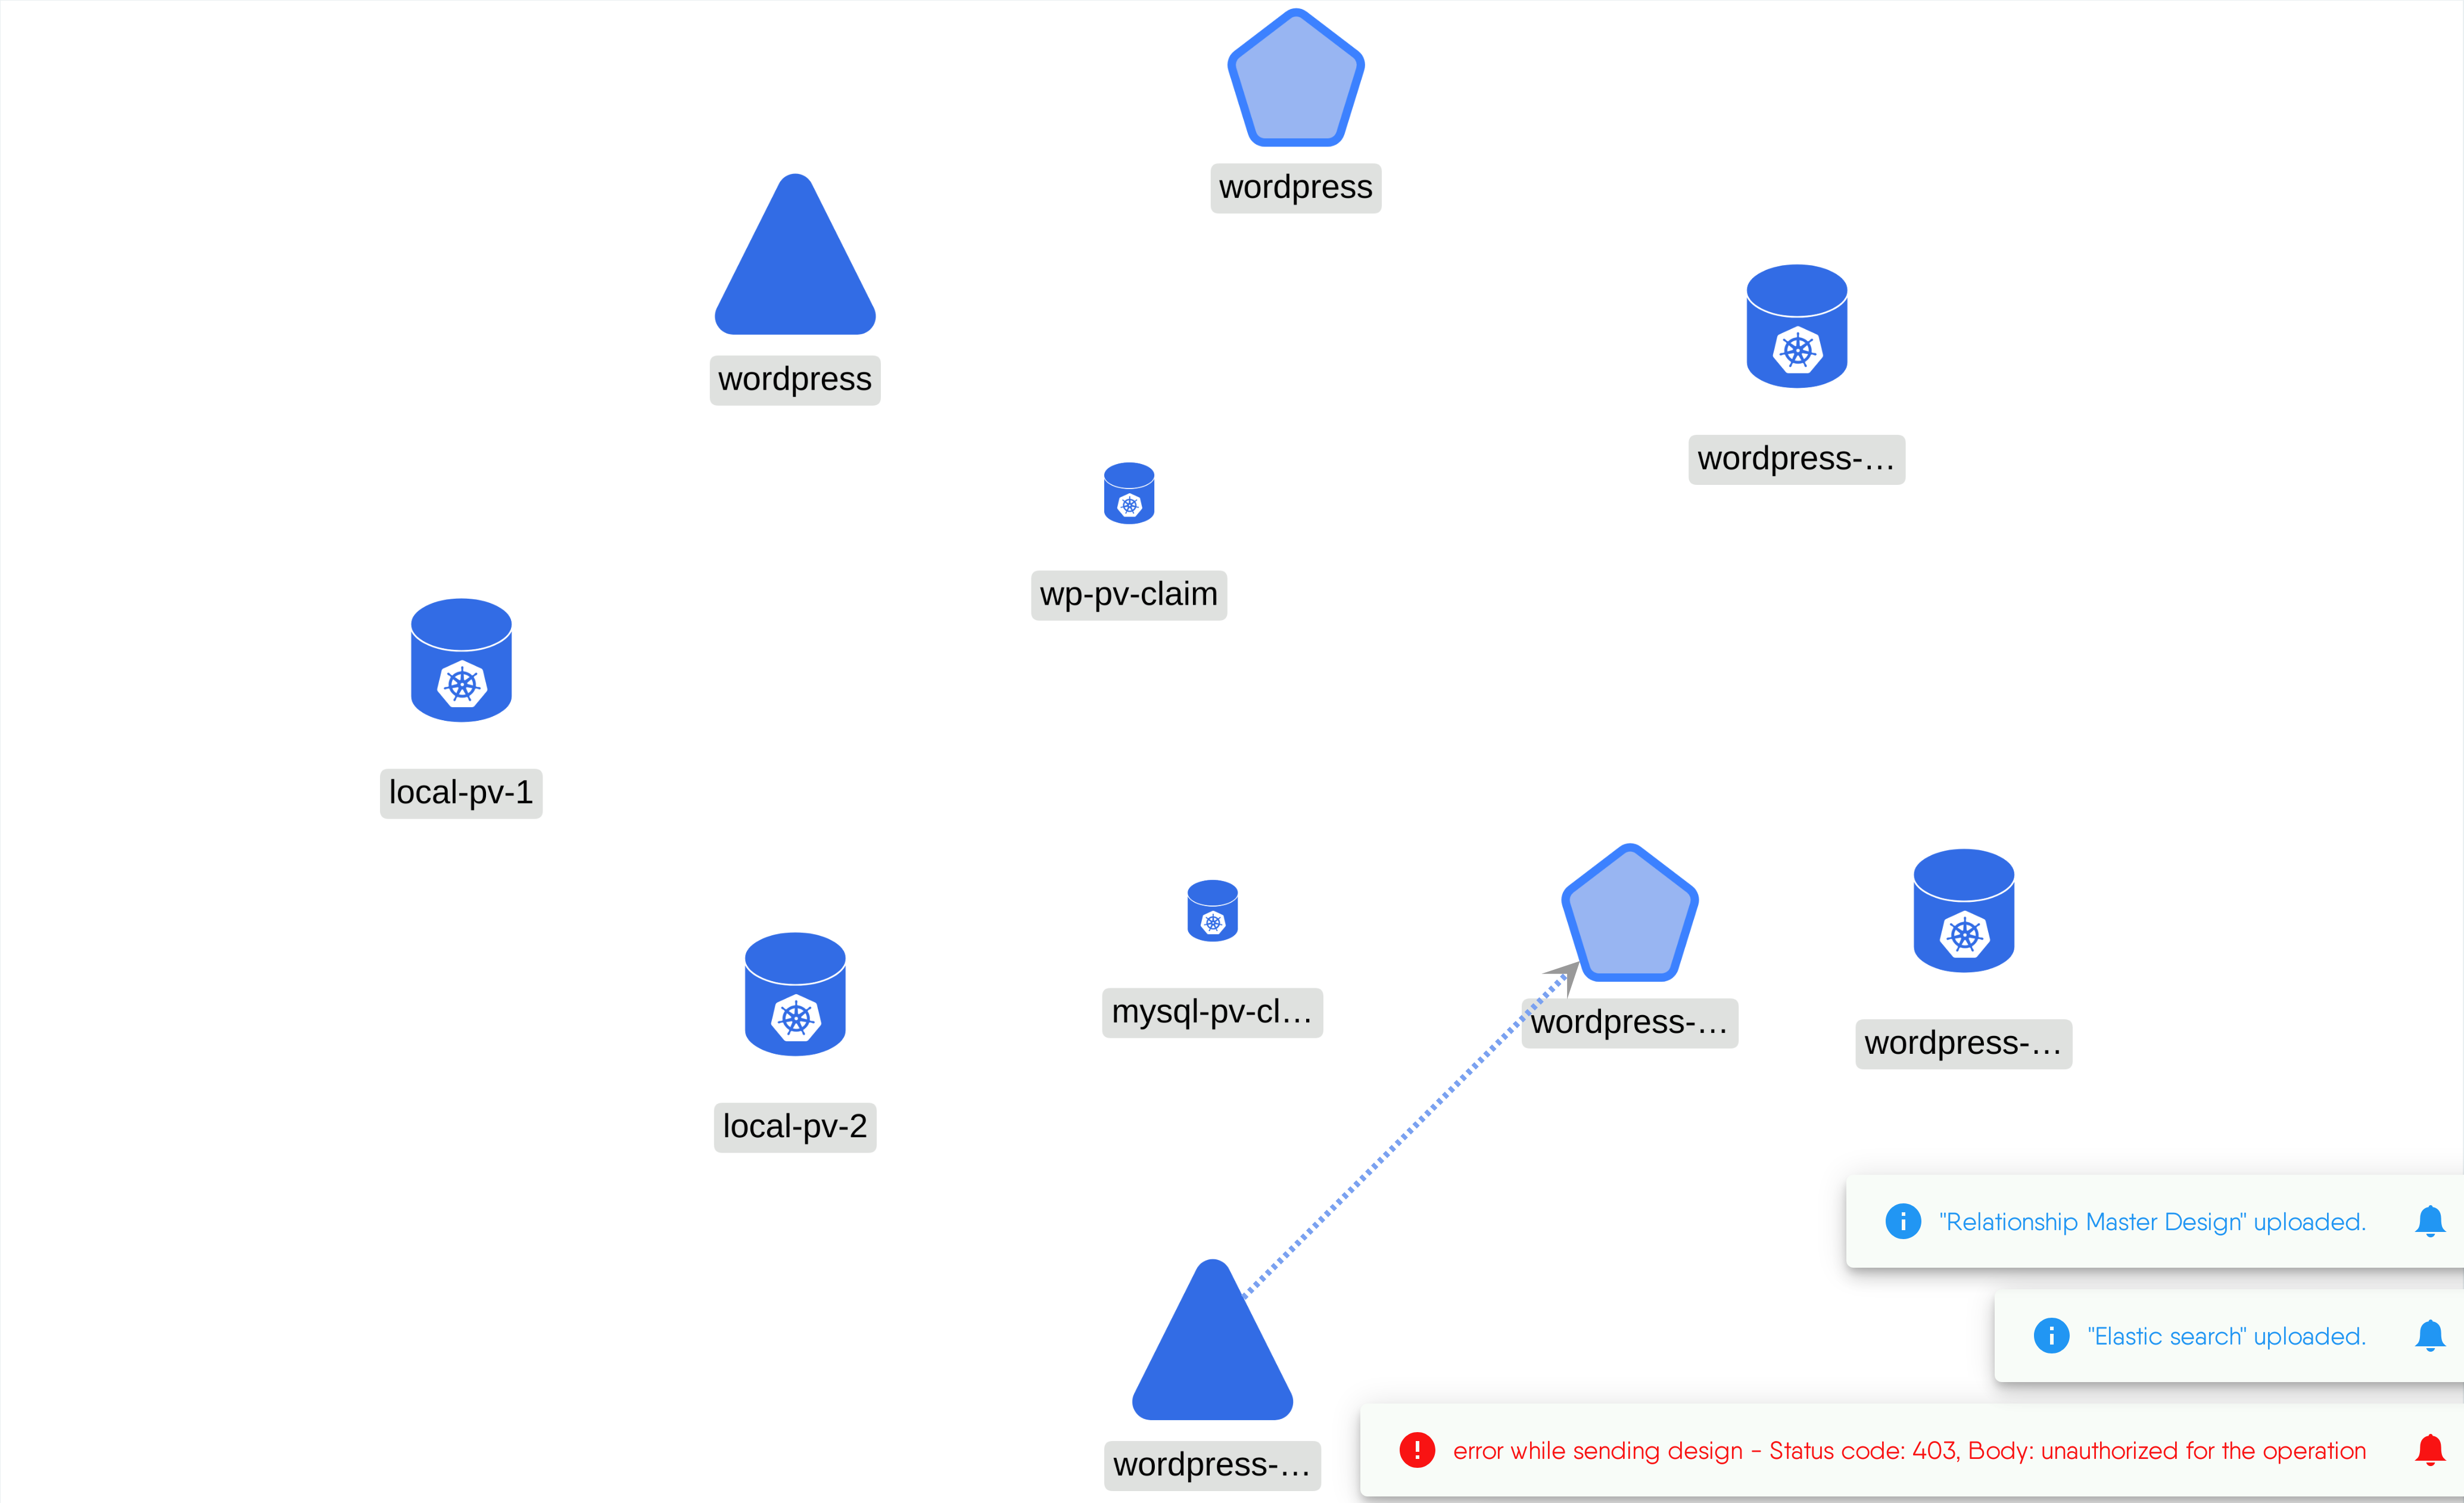 wordpress
wordpress
wordpress-...
wp-pv-claim
local-pv-1
mysql-pv-cl...
wordpress-...
wordpress-...
local-pv-2
"Relationship Master Design" uploaded.
"Elastic search" uploaded.
error while sending design - Status code: 403, Body: unauthorized for the operation
wordpress-...